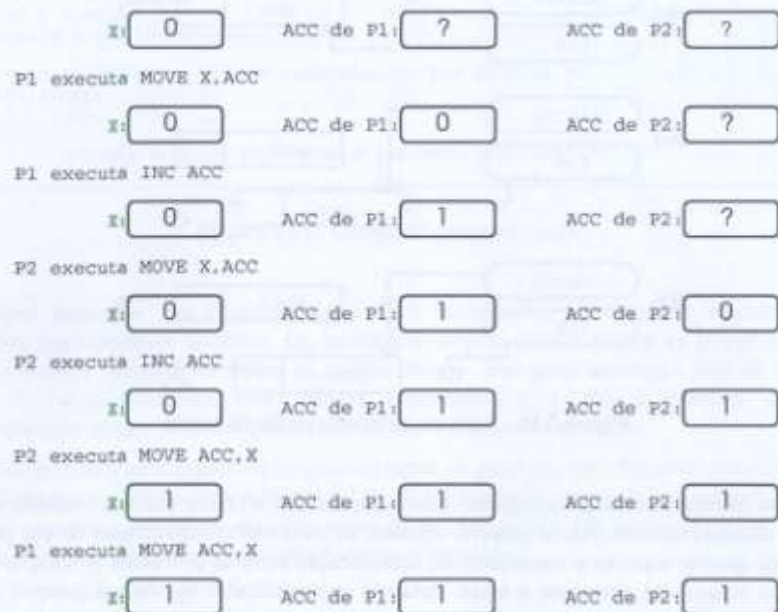 X: 0 ACC de P1: ? ACC de P2: ?
P1 executa MOVE X,ACC
X: 0 ACC de P1: 0 ACC de P2: ?
P1 executa INC ACC
X: 0 ACC de P1: 1 ACC de P2: ?
P2 executa MOVE X,ACC
X: 0 ACC de P1: 1 ACC de P2: 0
P2 executa INC ACC
X: 0 ACC de P1: 1 ACC de P2: 1
P2 executa MOVE ACC,X
X: 1 ACC de P1: 1 ACC de P2: 1
P1 executa MOVE ACC,X
X: 1 ACC de P1: 1 ACC de P2: 1